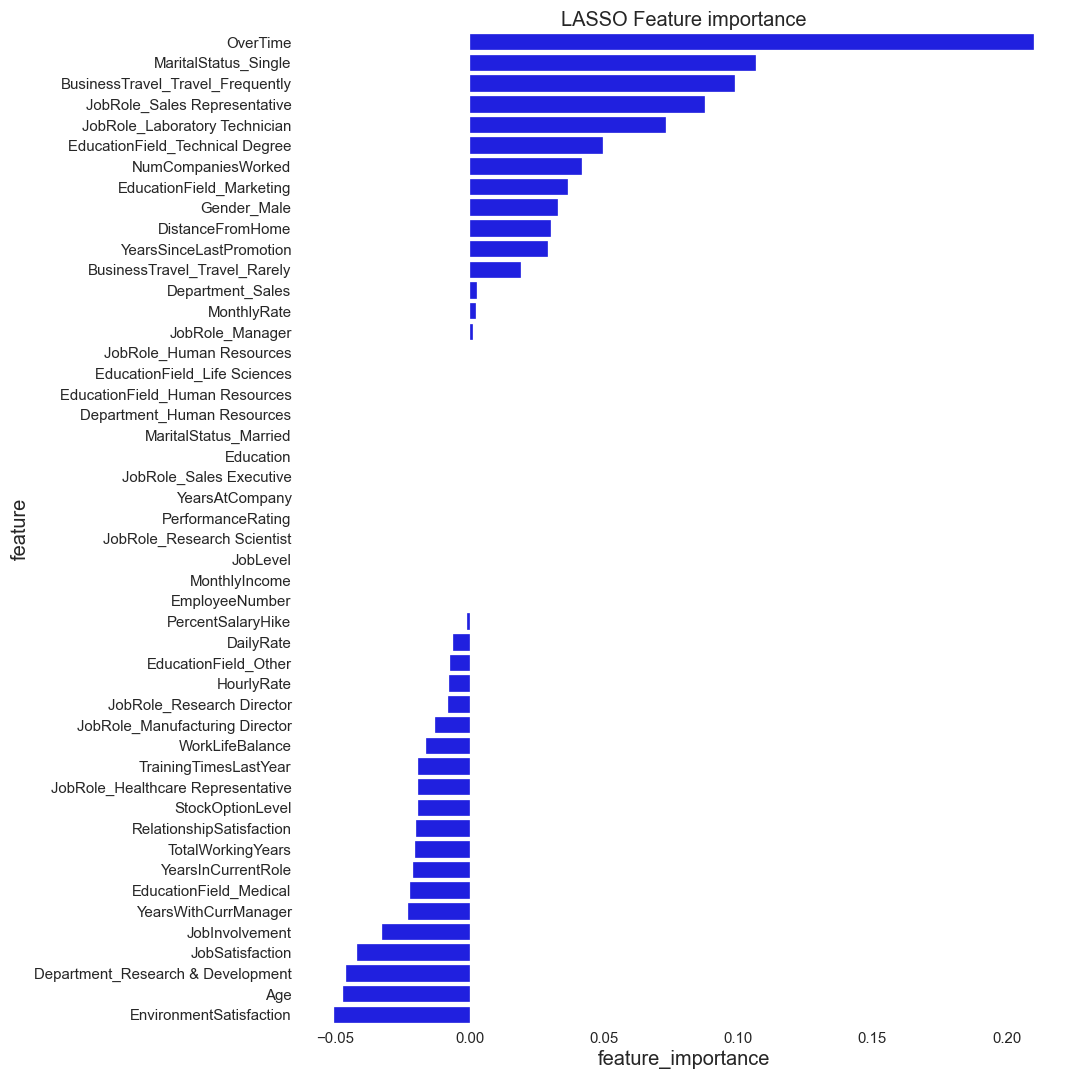 LASSO Feature importance
OverTime
MaritalStatus_Single
BusinessTravel_Travel_Frequently
JobRole_Sales Representative
JobRole_Laboratory Technician
EducationField_Technical Degree
NumCompaniesWorked
EducationField_Marketing
Gender_Male
DistanceFromHome
YearsSinceLastPromotion
BusinessTravel_Travel_Rarely
Department_Sales
MonthlyRate
JobRole_Manager
JobRole_Human Resources
EducationField_Life Sciences
EducationField_Human Resources
Department_Human Resources
MaritalStatus_Married
Education
JobRole_Sales Executive
YearsAtCompany
PerformanceRating
JobRole_Research Scientist
JobLevel
MonthlyIncome
EmployeeNumber
PercentSalaryHike
DailyRate
EducationField_Other
HourlyRate
JobRole_Research Director
JobRole_Manufacturing Director
WorkLifeBalance
TrainingTimesLastYear
JobRole_Healthcare Representative
StockOptionLevel
RelationshipSatisfaction
TotalWorkingYears
YearsInCurrentRole
EducationField_Medical
YearsWithCurrManager
JobInvolvement
JobSatisfaction
Department_Research & Development
Age
EnvironmentSatisfaction
feature
−0.05 0.00 0.05 0.10 0.15 0.20
feature_importance